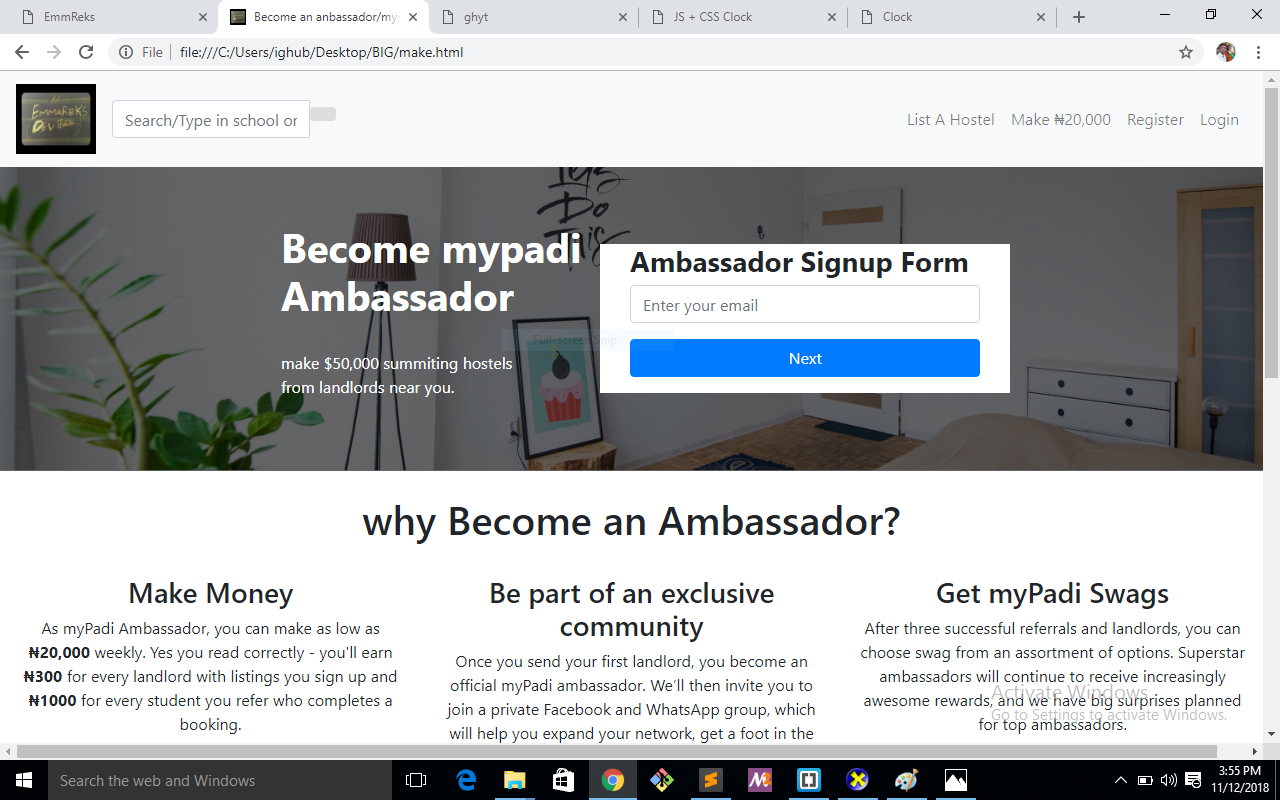 EmmReks
Become an anbassador/my
ghyt
JS + CSS Clock
Clock
File
file:///C:/Users/ighub/Desktop/BIG/make.html
EmmaReks
Dev
Search/Type in school or
List A Hostel
Make ₦20,000
Register
Login
Let's
Do
This
Become mypadi
Ambassador
make $50,000 summiting hostels
from landlords near you.
Ambassador Signup Form
Enter your email
Full-screen Snip
Next
why Become an Ambassador?
Make Money
As myPadi Ambassador, you can make as low as
₦20,000 weekly. Yes you read correctly - you'll earn
₦300 for every landlord with listings you sign up and
₦1000 for every student you refer who completes a
booking.
Be part of an exclusive
community
Once you send your first landlord, you become an
official myPadi ambassador. We’ll then invite you to
join a private Facebook and WhatsApp group, which
will help you expand your network, get a foot in the
Get myPadi Swags
After three successful referrals and landlords, you can
choose swag from an assortment of options. Superstar
ambassadors will continue to receive increasingly
awesome rewards, and we have big surprises planned
for top ambassadors.
Activate Windows
Go to Settings to activate Windows.
Search the web and Windows
3:55 PM
11/12/2018